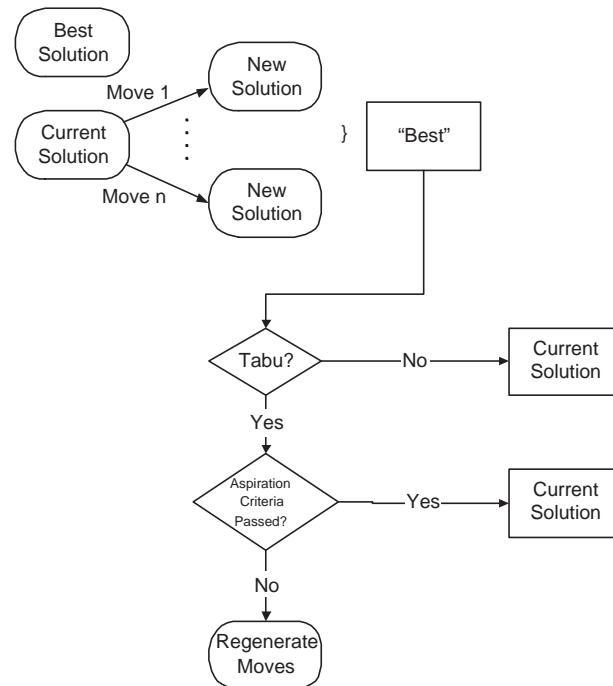 Best
Solution
New
Solution
Move 1
Current
Solution
}
“Best”
Move n
New
Solution
Tabu?
No
Current
Solution
Yes
Aspiration
Criteria
Passed?
Yes
Current
Solution
No
Regenerate
Moves